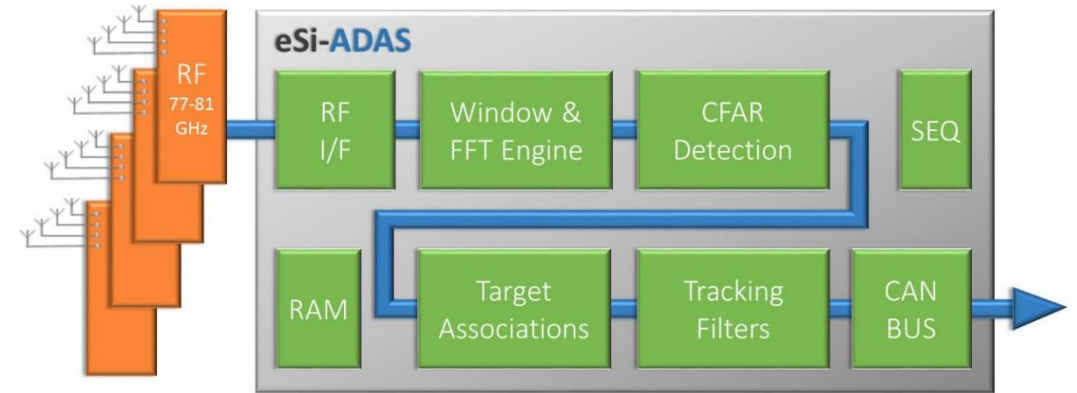 eSi-ADAS
RF
77-81
GHz
RF
I/F
Window &
FFT Engine
CFAR
Detection
SEQ
RAM
Target
Associations
Tracking
Filters
CAN
BUS